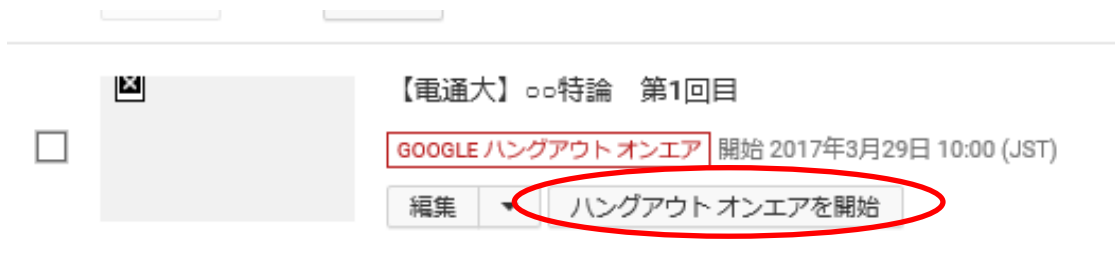 【電通大】○○特論　第1回目
GOOGLE ハングアウト オンエア 開始 2017年3月29日 10:00 (JST)
編集 ハングアウト オンエアを開始